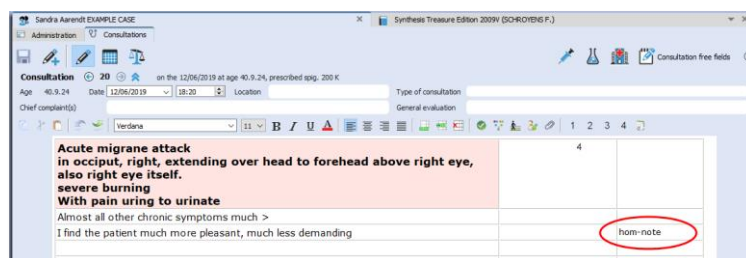 Sandra Aarendt EXAMPLE CASE
Synthesis Treasure Edition 2009V (SCHROYENS F.)
Administration Consultations
Consultation free fields
Consultation 20 on the 12/06/2019 at age 40.9.24, prescribed spig. 200 K
Age 40.9.24 Date 12/06/2019 18:20 Location Type of consultation
Chief complaint(s) General evaluation
Verdana 11 B I U A 1 2 3 4
Acute migrane attack 4
in occiput, right, extending over head to forehead above right eye,
also right eye itself.
severe burning
With pain uring to urinate
Almost all other chronic symptoms much >
I find the patient much more pleasant, much less demanding hom-note